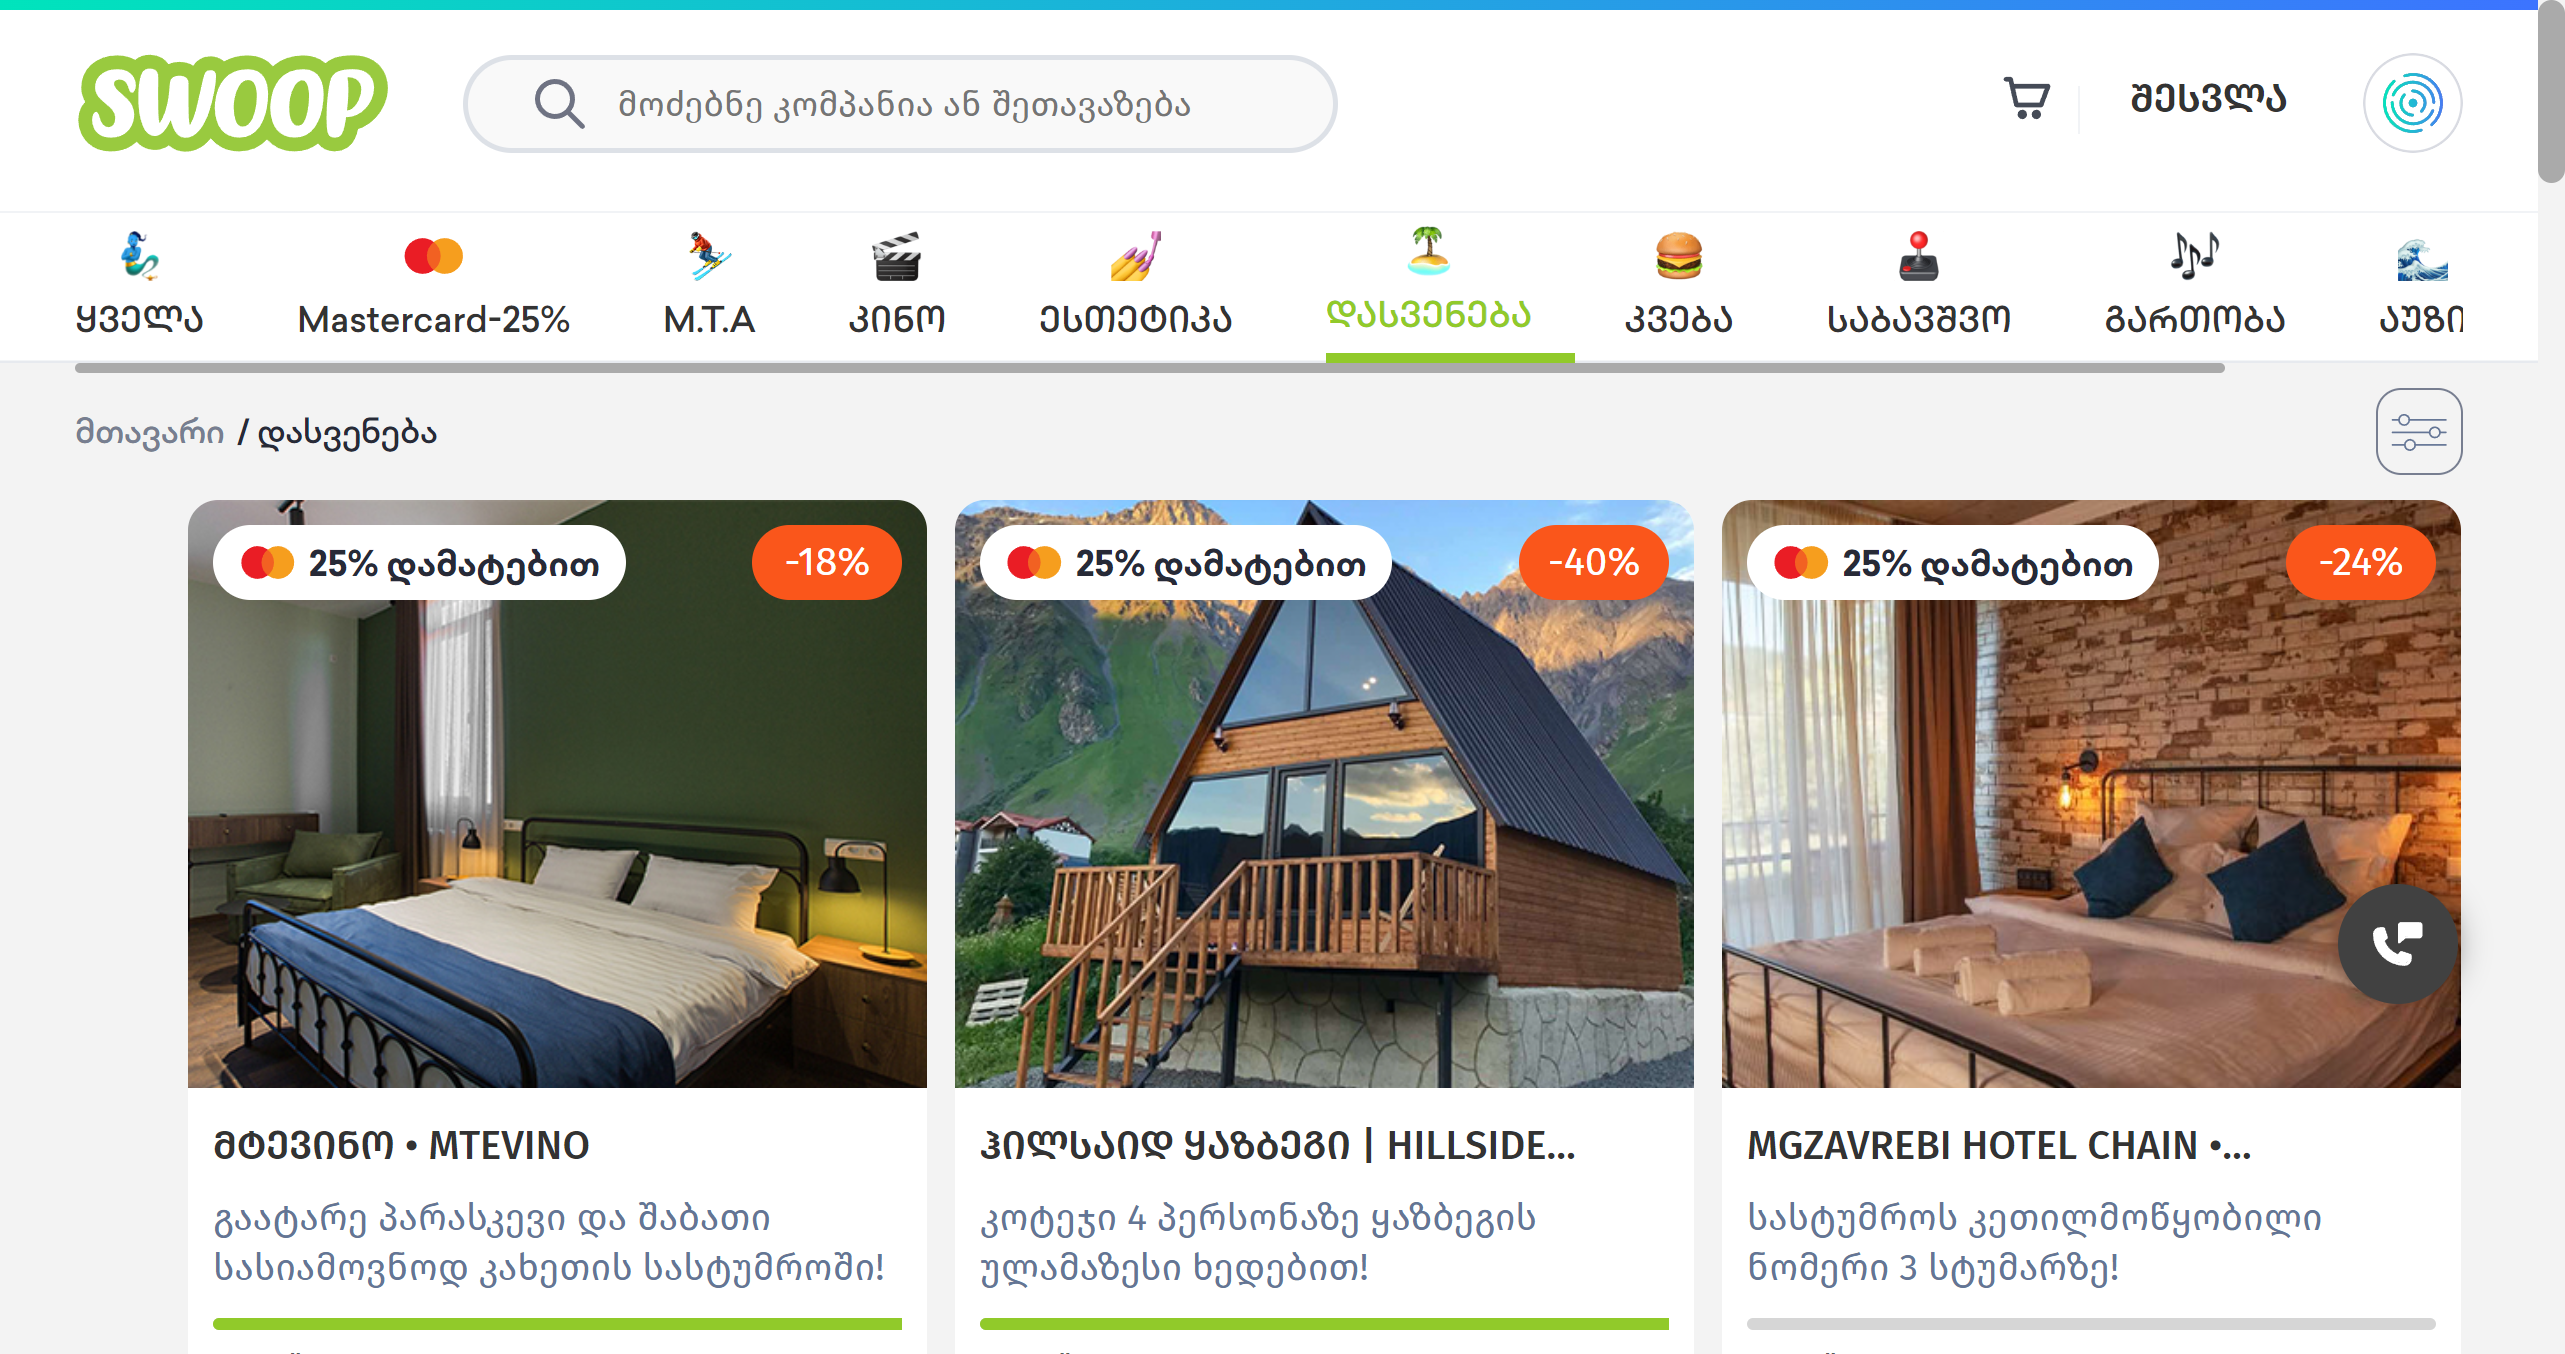 SWOOP
მოძებნე კომპანია ან შეთავაზება
შესვლა
ყველა
Mastercard-25%
M.T.A
კინო
ესთეტიკა
დასვენება
კვება
საბავშვო
გართობა
აუზი
მთავარი / დასვენება
25% დამატებით
-18%
25% დამატებით
-40%
25% დამატებით
-24%
მტევინო • MTEVINO
გაატარე პარასკევი და შაბათი
სასიამოვნოდ კახეთის სასტუმროში!
ჰილსაიდ ყაზბეგი | HILLSIDE...
კოტეჯი 4 პერსონაზე ყაზბეგის
ულამაზესი ხედებით!
MGZAVREBI HOTEL CHAIN •...
სასტუმროს კეთილმოწყობილი
ნომერი 3 სტუმარზე!